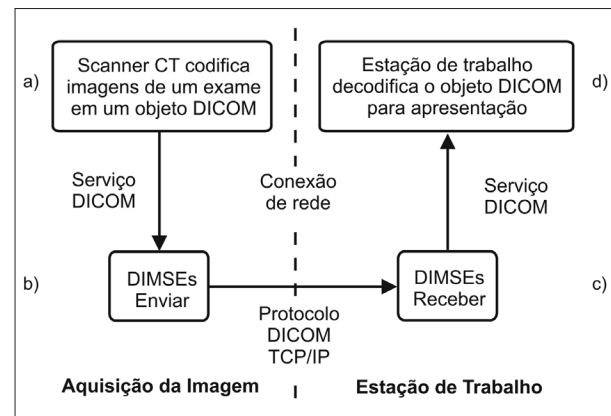 a)
Scanner CT codifica
imagens de um exame
em um objeto DICOM
Estação de trabalho
decodifica o objeto DICOM
para apresentação
d)
Serviço
DICOM
Conexão
de rede
Serviço
DICOM
b)
DIMSEs
Enviar
Protocolo
DICOM
TCP/IP
DIMSEs
Receber
c)
Aquisição da Imagem
Estação de Trabalho